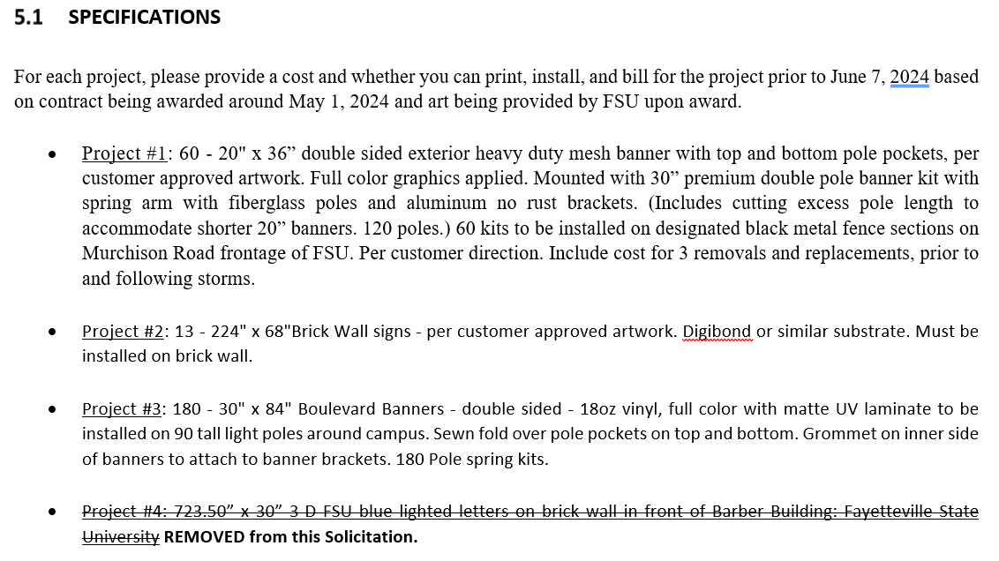 5.1 SPECIFICATIONS
For each project, please provide a cost and whether you can print, install, and bill for the project prior to June 7, 2024 based
on contract being awarded around May 1, 2024 and art being provided by FSU upon award.
• Project #1: 60 - 20" x 36” double sided exterior heavy duty mesh banner with top and bottom pole pockets, per
customer approved artwork. Full color graphics applied. Mounted with 30” premium double pole banner kit with
spring arm with fiberglass poles and aluminum no rust brackets. (Includes cutting excess pole length to
accommodate shorter 20” banners. 120 poles.) 60 kits to be installed on designated black metal fence sections on
Murchison Road frontage of FSU. Per customer direction. Include cost for 3 removals and replacements, prior to
and following storms.
• Project #2: 13 - 224" x 68"Brick Wall signs - per customer approved artwork. Digibond or similar substrate. Must be
installed on brick wall.
• Project #3: 180 - 30" x 84" Boulevard Banners - double sided - 18oz vinyl, full color with matte UV laminate to be
installed on 90 tall light poles around campus. Sewn fold over pole pockets on top and bottom. Grommet on inner side
of banners to attach to banner brackets. 180 Pole spring kits.
• Project #4: 723.50” x 30” 3-D FSU blue lighted letters on brick wall in front of Barber Building: Fayetteville State
University REMOVED from this Solicitation.